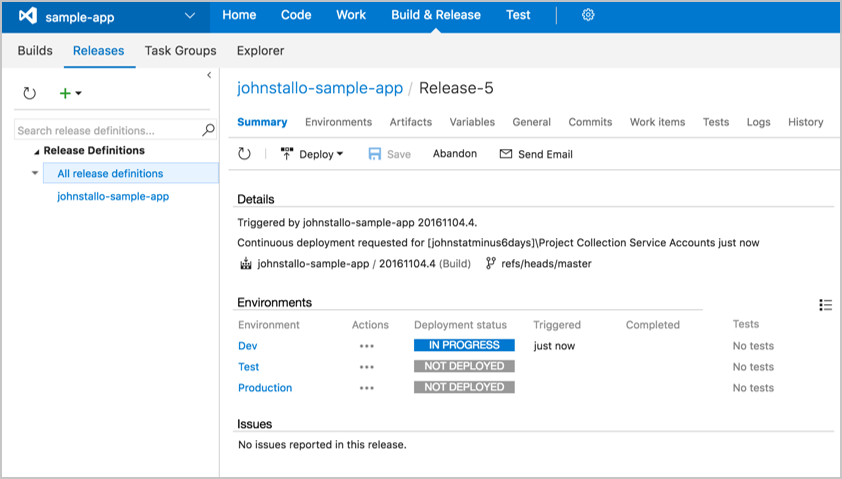 sample-app Home Code Work Build & Release Test
Builds Releases Task Groups Explorer
Search release definitions...
Release Definitions
All release definitions
johnstallo-sample-app
johnstallo-sample-app / Release-5
Summary Environments Artifacts Variables General Commits Work items Tests Logs History
Deploy Save Abandon Send Email
Details
Triggered by johnstallo-sample-app 20161104.4.
Continuous deployment requested for [johnstatminus6days]\Project Collection Service Accounts just now
johnstallo-sample-app / 20161104.4 (Build) refs/heads/master
Environments
Environment Actions Deployment status Triggered Completed Tests
Dev ••• IN PROGRESS just now No tests
Test ••• NOT DEPLOYED No tests
Production ••• NOT DEPLOYED No tests
Issues
No issues reported in this release.